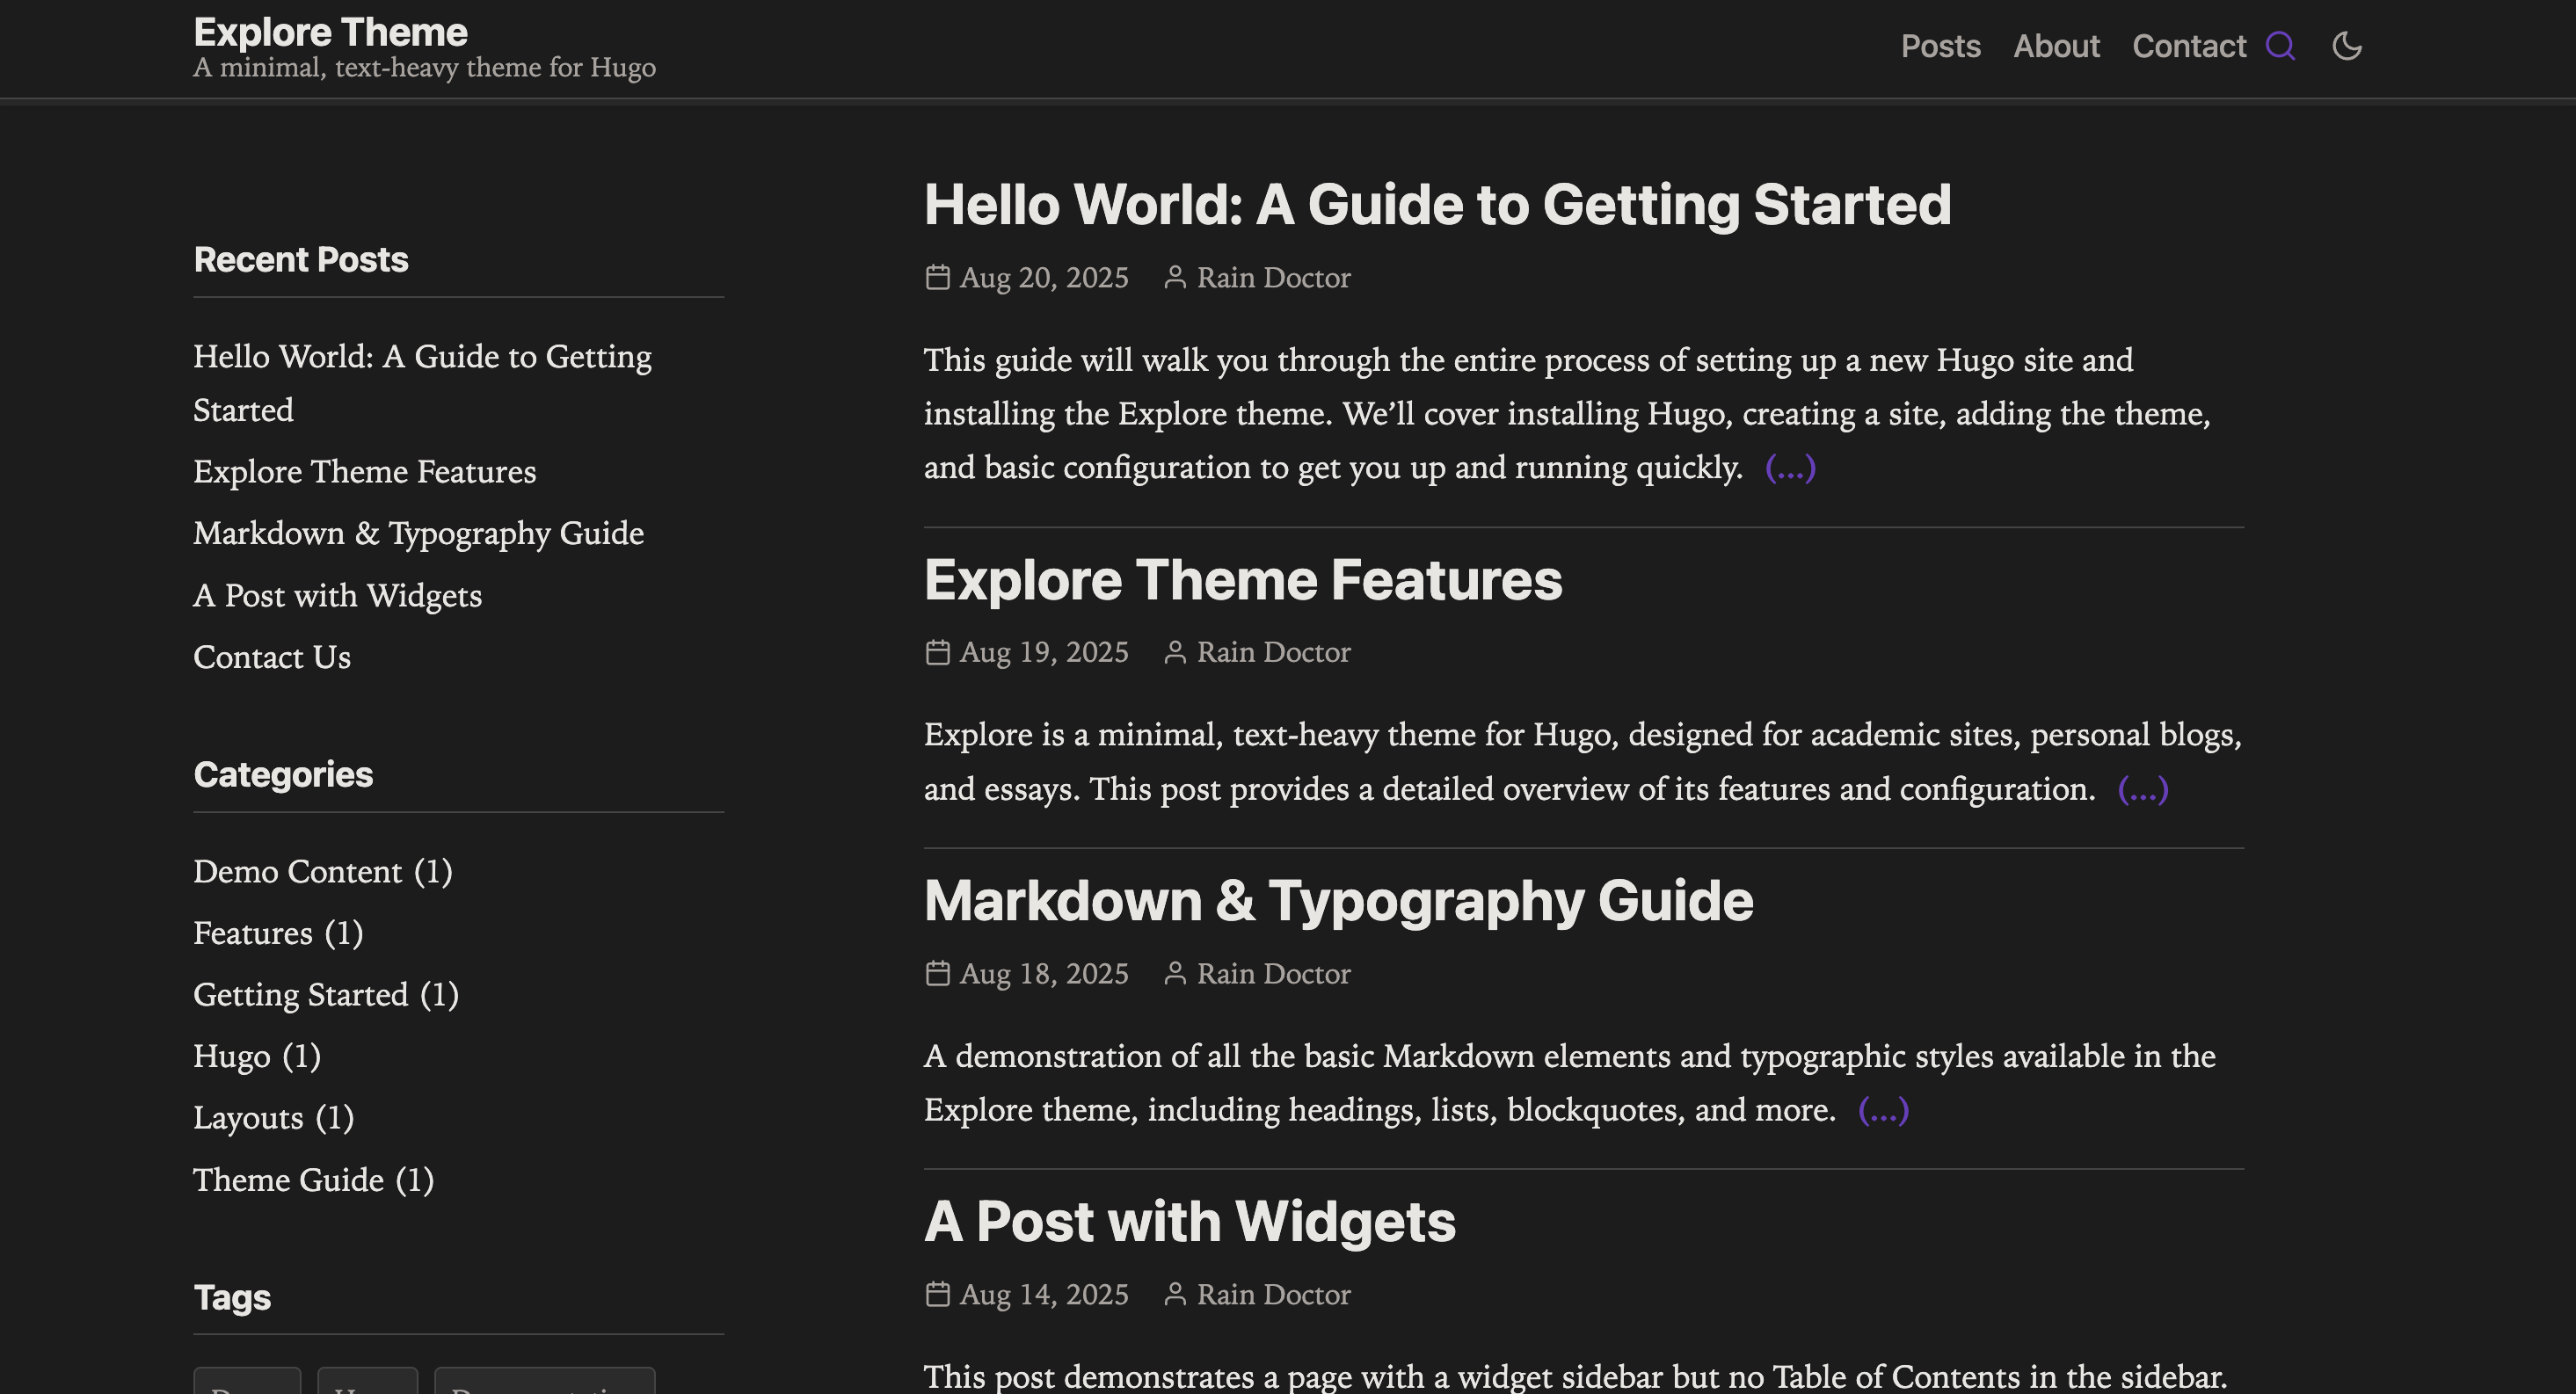 Explore Theme
A minimal, text-heavy theme for Hugo
Posts About Contact
Recent Posts
Hello World: A Guide to Getting
Started
Explore Theme Features
Markdown & Typography Guide
A Post with Widgets
Contact Us
Categories
Demo Content (1)
Features (1)
Getting Started (1)
Hugo (1)
Layouts (1)
Theme Guide (1)
Tags
Hello World: A Guide to Getting Started
Aug 20, 2025 Rain Doctor
This guide will walk you through the entire process of setting up a new Hugo site and
installing the Explore theme. We’ll cover installing Hugo, creating a site, adding the theme,
and basic configuration to get you up and running quickly. (...)
Explore Theme Features
Aug 19, 2025 Rain Doctor
Explore is a minimal, text-heavy theme for Hugo, designed for academic sites, personal blogs,
and essays. This post provides a detailed overview of its features and configuration. (...)
Markdown & Typography Guide
Aug 18, 2025 Rain Doctor
A demonstration of all the basic Markdown elements and typographic styles available in the
Explore theme, including headings, lists, blockquotes, and more. (...)
A Post with Widgets
Aug 14, 2025 Rain Doctor
This post demonstrates a page with a widget sidebar but no Table of Contents in the sidebar.